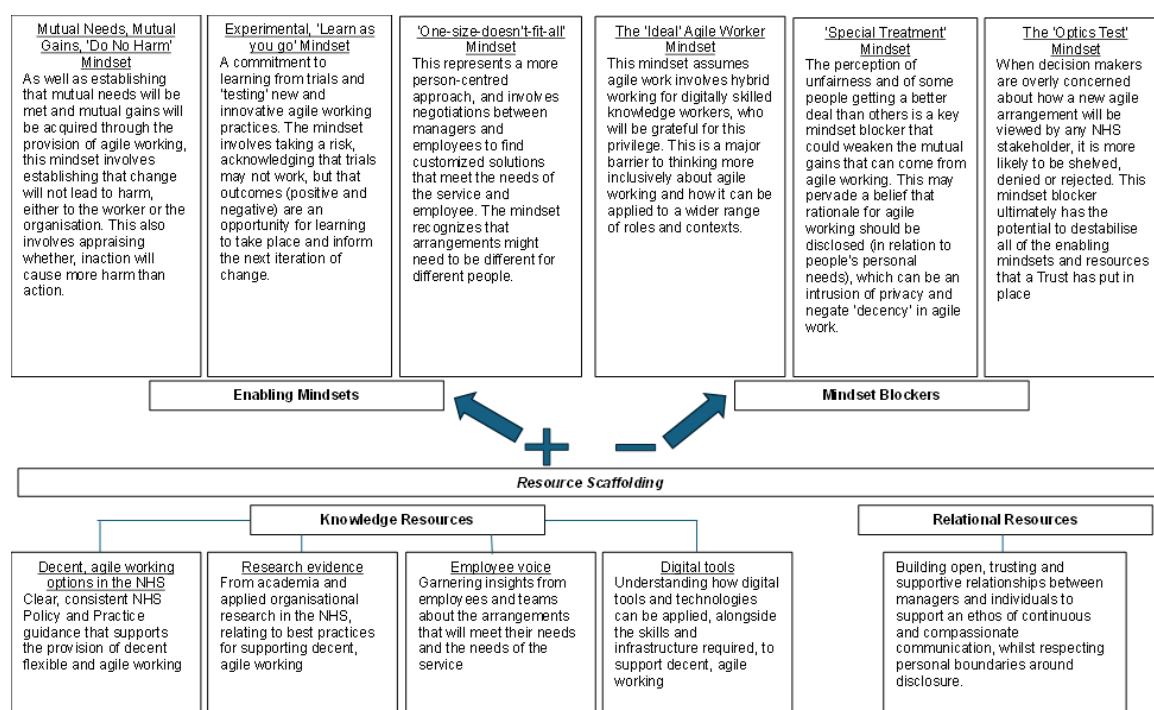 Mutual Needs, Mutual
Gains, 'Do No Harm'
Mindset
As well as establishing
that mutual needs will be
met and mutual gains will
be acquired through the
provision of agile working,
this mindset involves
establishing that change
will not lead to harm,
either to the worker or the
organisation. This also
involves appraising
whether, inaction will
cause more harm than
action.
Experimental, 'Learn as
you go' Mindset
A commitment to
learning from trials and
'testing' new and
innovative agile working
practices. The mindset
involves taking a risk,
acknowledging that trials
may not work, but that
outcomes (positive and
negative) are an
opportunity for learning
to take place and inform
the next iteration of
change.
'One-size-doesn't-fit-all'
Mindset
This represents a more
person-centred
approach, and involves
negotiations between
managers and
employees to find
customized solutions
that meet the needs of
the service and
employee. The mindset
recognizes that
arrangements might
need to be different for
different people.
The 'Ideal' Agile Worker
Mindset
This mindset assumes
agile work involves hybrid
working for digitally skilled
knowledge workers, who
will be grateful for this
privilege. This is a major
barrier to thinking more
inclusively about agile
working and how it can be
applied to a wider range
of roles and contexts.
'Special Treatment'
Mindset
The perception of
unfairness and of some
people getting a better
deal than others is a key
mindset blocker that
could weaken the mutual
gains that can come from
agile working. This may
pervade a belief that
rationale for agile
working should be
disclosed (in relation to
people's personal
needs), which can be an
intrusion of privacy and
negate 'decency' in agile
work.
The 'Optics Test'
Mindset
When decision makers
are overly concerned
about how a new agile
arrangement will be
viewed by any NHS
stakeholder, it is more
likely to be shelved,
denied or rejected. This
mindset blocker
ultimately has the
potential to destabilise
all of the enabling
mindsets and resources
that a Trust has put in
place
Enabling Mindsets
Mindset Blockers
+ −
Resource Scaffolding
Knowledge Resources
Relational Resources
Decent, agile working
options in the NHS
Clear, consistent NHS
Policy and Practice
guidance that supports
the provision of decent
flexible and agile working
Research evidence
From academia and
applied organisational
research in the NHS,
relating to best practices
for supporting decent,
agile working
Employee voice
Garnering insights from
employees and teams
about the arrangements
that will meet their needs
and the needs of the
service
Digital tools
Understanding how digital
tools and technologies
can be applied, alongside
the skills and
infrastructure required, to
support decent, agile
working
Building open, trusting
and supportive
relationships between
managers and individuals to
support an ethos of continuous
and compassionate
communication, whilst respecting
personal boundaries around
disclosure.